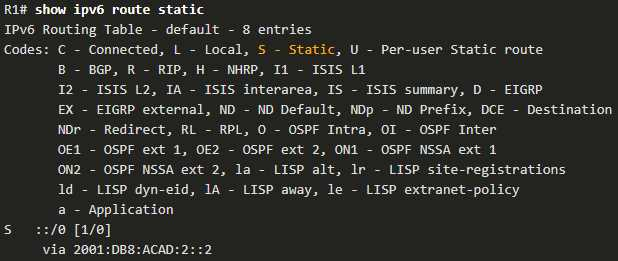 R1# show ipv6 route static
IPv6 Routing Table - default - 8 entries
Codes: C - Connected, L - Local, S - Static, U - Per-user Static route
B - BGP, R - RIP, H - NHRP, I1 - ISIS L1
I2 - ISIS L2, IA - ISIS interarea, IS - ISIS summary, D - EIGRP
EX - EIGRP external, ND - ND Default, NDp - ND Prefix, DCE - Destination
NDr - Redirect, RL - RPL, O - OSPF Intra, OI - OSPF Inter
OE1 - OSPF ext 1, OE2 - OSPF ext 2, ON1 - OSPF NSSA ext 1
ON2 - OSPF NSSA ext 2, la - LISP alt, lr - LISP site-registrations
ld - LISP dyn-eid, lA - LISP away, le - LISP extranet-policy
a - Application
S ::/0 [1/0]
via 2001:DB8:ACAD:2::2